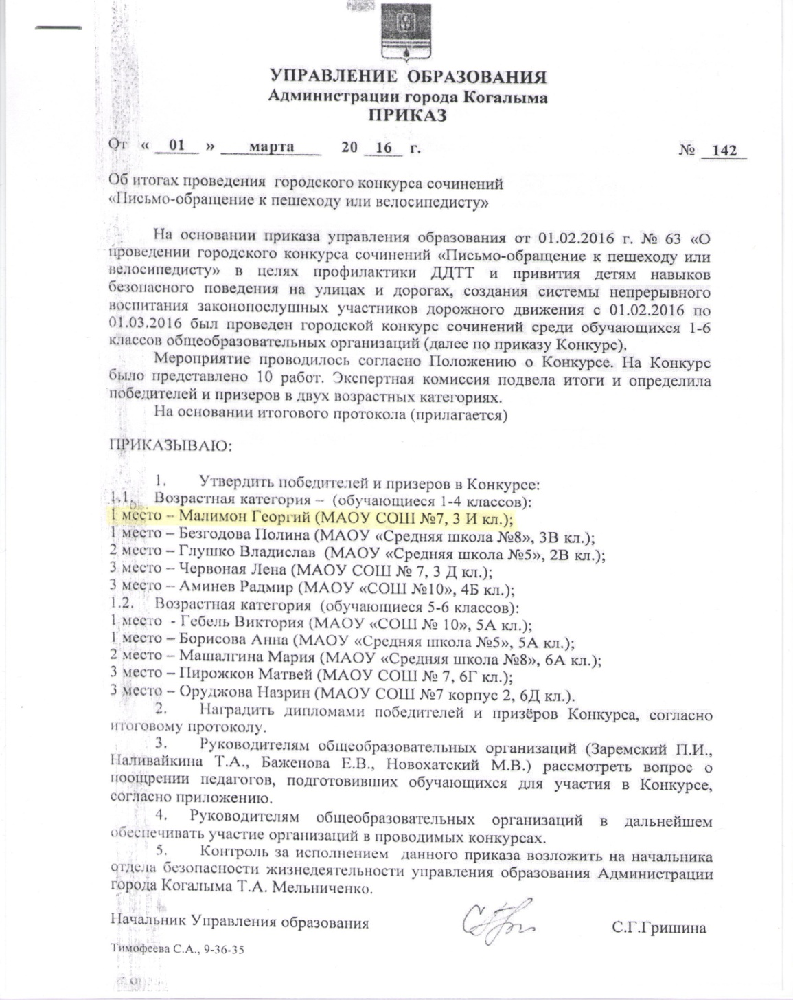 УПРАВЛЕНИЕ ОБРАЗОВАНИЯ
Администрации города Когалыма
ПРИКАЗ
От « 01 » марта 20 16 г.
№ 142
Об итогах проведения городского конкурса сочинений
«Письмо-обращение к пешеходу или велосипедисту»
На основании приказа управления образования от 01.02.2016 г. № 63 «О
проведении городского конкурса сочинений «Письмо-обращение к пешеходу или
велосипедисту» в целях профилактики ДДТТ и привития детям навыков
безопасного поведения на улицах и дорогах, создания системы непрерывного
воспитания законопослушных участников дорожного движения с 01.02.2016 по
01.03.2016 был проведен городской конкурс сочинений среди обучающихся 1-6
классов общеобразовательных организаций (далее по приказу Конкурс).
Мероприятие проводилось согласно Положению о Конкурсе. На Конкурс
было представлено 10 работ. Экспертная комиссия подвела итоги и определила
победителей и призеров в двух возрастных категориях.
На основании итогового протокола (прилагается)
ПРИКАЗЫВАЮ:
1. Утвердить победителей и призеров в Конкурсе:
1.1. Возрастная категория – (обучающиеся 1-4 классов):
1 место – Малимон Георгий (МАОУ СОШ №7, 3 И кл.);
1 место – Безгодова Полина (МАОУ «Средняя школа №8», 3В кл.);
2 место – Глушко Владислав (МАОУ «Средняя школа №5», 2В кл.);
3 место – Червоная Лена (МАОУ СОШ № 7, 3 Д кл.);
3 место – Аминев Радмир (МАОУ «СОШ №10», 4Б кл.);
1.2. Возрастная категория (обучающиеся 5-6 классов):
1 место - Гебель Виктория (МАОУ «СОШ № 10», 5А кл.);
1 место – Борисова Анна (МАОУ «Средняя школа №5», 5А кл.);
2 место – Машалгина Мария (МАОУ «Средняя школа №8», 6А кл.);
3 место – Пирожков Матвей (МАОУ СОШ № 7, 6Г кл.);
3 место – Оруджова Назрин (МАОУ СОШ №7 корпус 2, 6Д кл.).
2. Наградить дипломами победителей и призёров Конкурса, согласно
итоговому протоколу.
3. Руководителям общеобразовательных организаций (Заремский П.И.,
Наливайкина Т.А., Баженова Е.В., Новохатский М.В.) рассмотреть вопрос о
поощрении педагогов, подготовивших обучающихся для участия в Конкурсе,
согласно приложению.
4. Руководителям общеобразовательных организаций в дальнейшем
обеспечивать участие организаций в проводимых конкурсах.
5. Контроль за исполнением данного приказа возложить на начальника
отдела безопасности жизнедеятельности управления образования Администрации
города Когалыма Т.А. Мельниченко.
Начальник Управления образования С.Г.Гришина
Тимофеева С.А., 9-36-35